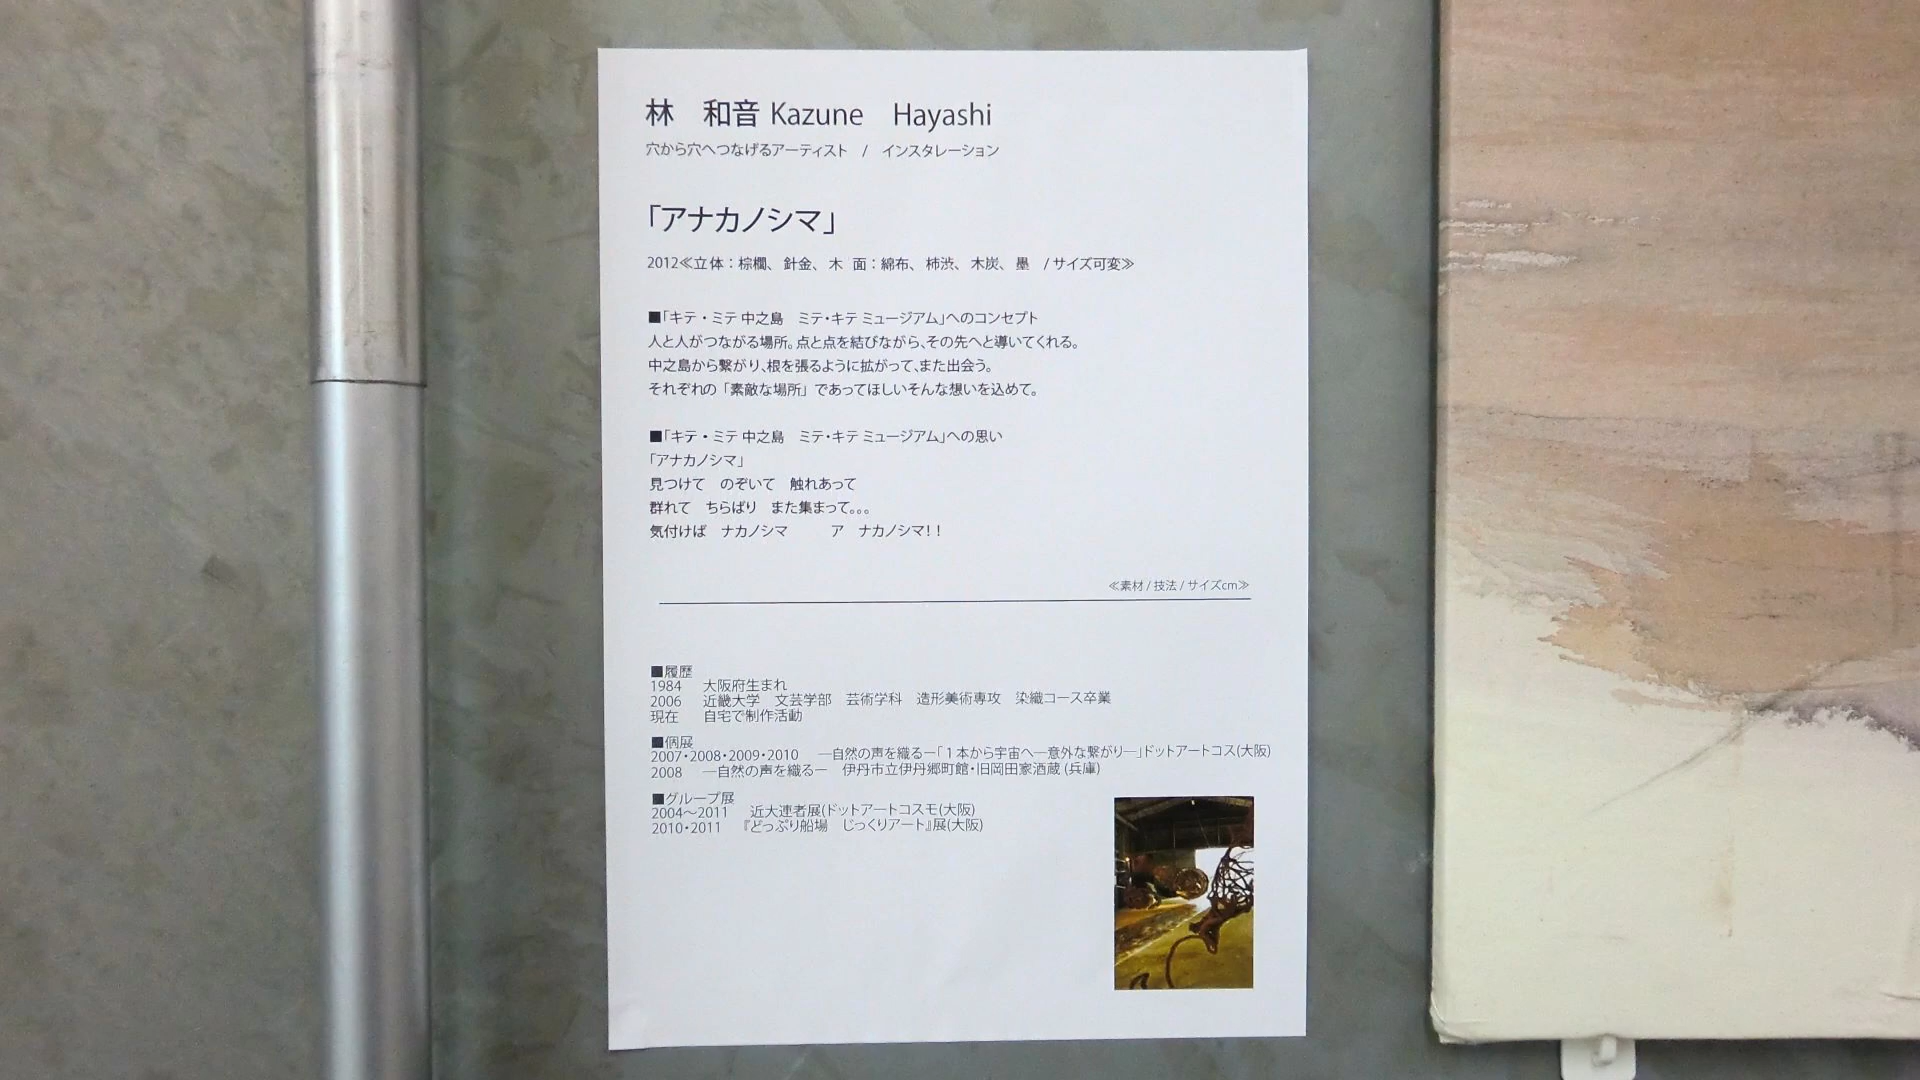 林　和音 Kazune　Hayashi
穴から穴へつなげるアーティスト　/　インスタレーション
「アナカノシマ」
2012≪立体：棕櫚、針金、木 面：綿布、柿渋、木炭、墨　/ サイズ可変≫
■「キテ・ミテ 中之島　ミテ・キテ ミュージアム」へのコンセプト
人と人がつながる場所。点と点を結びながら、その先へと導いてくれる。
中之島から繋がり、根を張るように拡がって、また出会う。
それぞれの「素敵な場所」であってほしいそんな想いを込めて。
■「キテ・ミテ 中之島　ミテ・キテ ミュージアム」への思い
「アナカノシマ」
見つけて　のぞいて　触れあって
群れて　ちらばり　また集まって。。。
気付けば　ナカノシマ　　　ア　ナカノシマ！！
≪素材 / 技法 / サイズcm≫
■履歴
1984　大阪府生まれ
2006　近畿大学　文芸学部　芸術学科　造形美術専攻　染織コース卒業
現在　自宅で制作活動
■個展
2007・2008・2009・2010　―自然の声を織るー「１本から宇宙へ―意外な繋がり―」ドットアートコス(大阪)
2008　―自然の声を織るー　伊丹市立伊丹郷町館・旧岡田家酒蔵 (兵庫)
■グループ展
2004～2011　近大連者展(ドットアートコスモ(大阪)
2010・2011　『どっぷり船場　じっくりアート』展(大阪)